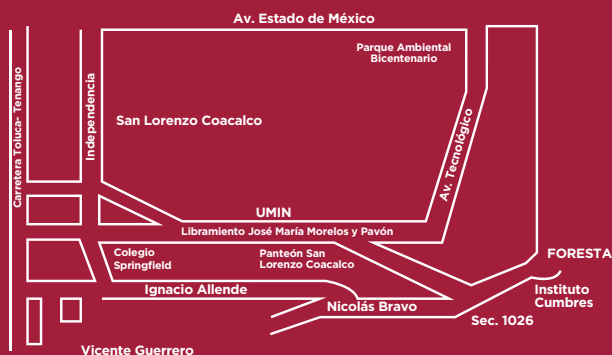 Av. Estado de México
Parque Ambiental
Bicentenario
Carretera Toluca- Tenango
Independencia
San Lorenzo Coacalco
Av. Tecnológico
UMIN
Libramiento José María Morelos y Pavón
Colegio
Springfield
Panteón San
Lorenzo Coacalco
FORESTA
Ignacio Allende
Instituto
Cumbres
Nicolás Bravo
Sec. 1026
Vicente Guerrero